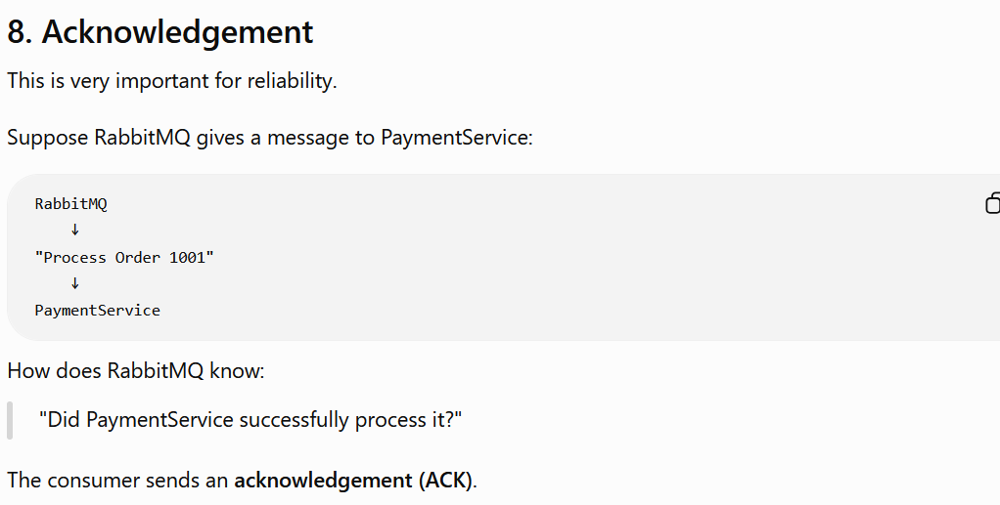 8. Acknowledgement
This is very important for reliability.
Suppose RabbitMQ gives a message to PaymentService:
RabbitMQ
↓
"Process Order 1001"
↓
PaymentService
How does RabbitMQ know:
"Did PaymentService successfully process it?"
The consumer sends an acknowledgement (ACK).